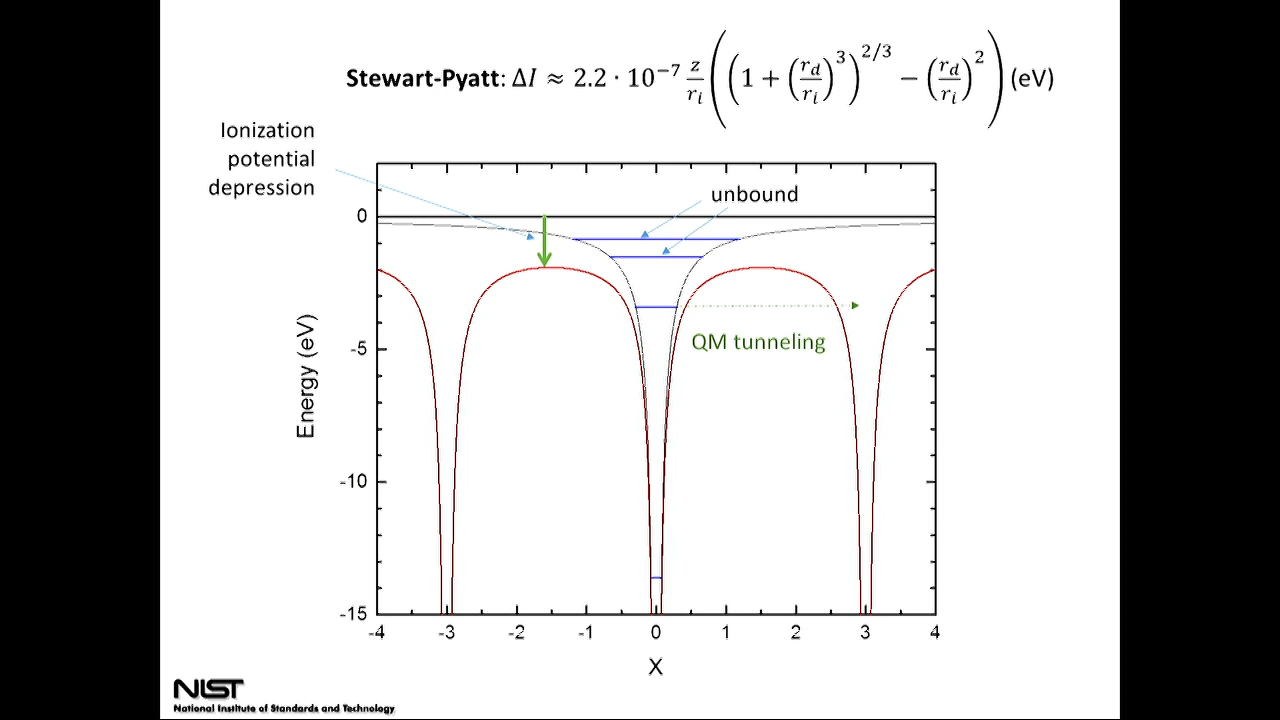 Stewart-Pyatt: ΔI ≈ 2.2 · 10⁻⁷ z/rᵢ ((1 + (r_d/rᵢ)³)^{2/3} − (r_d/rᵢ)²) (eV)
Ionization
potential
depression
unbound
QM tunneling
Energy (eV)
0
-5
-10
-15
-4 -3 -2 -1 0 1 2 3 4
X
NIST
National Institute of Standards and Technology